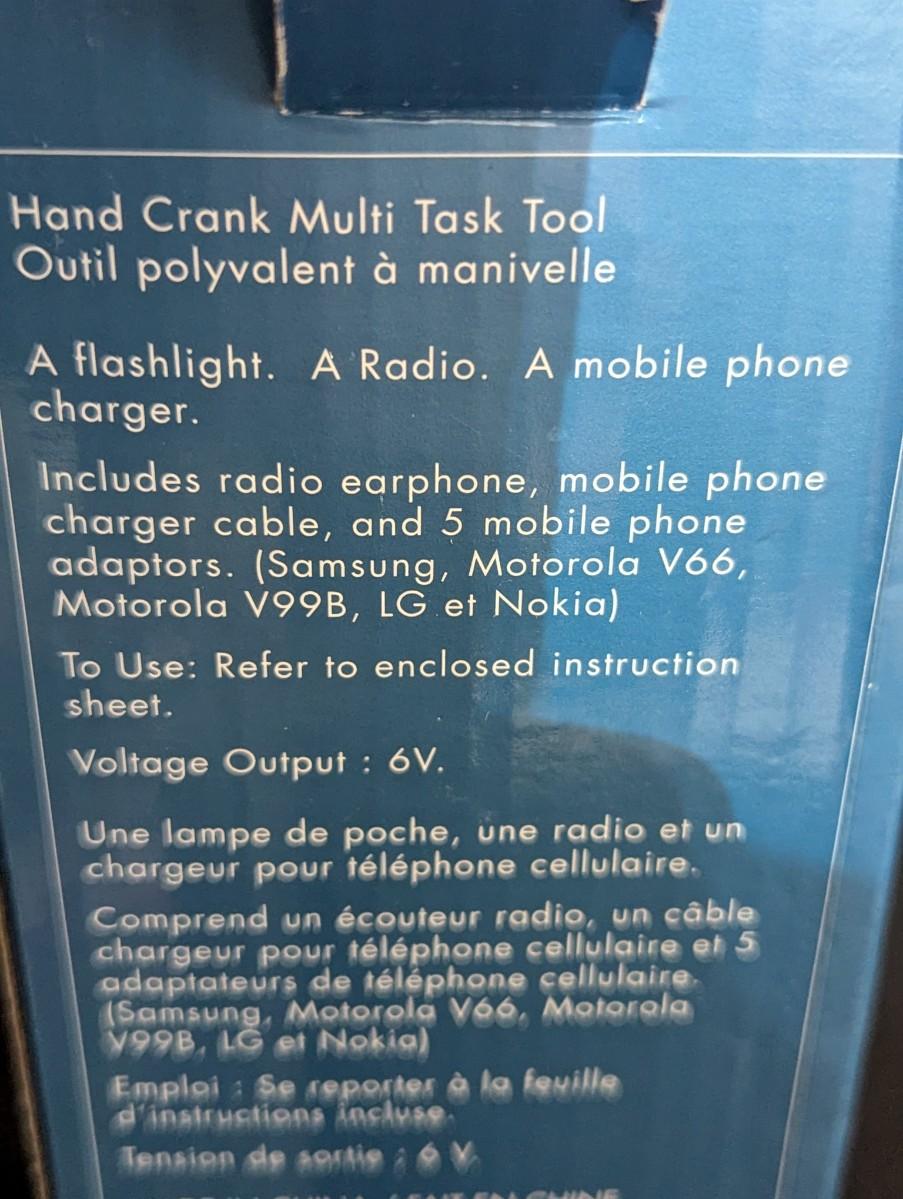 Hand Crank Multi Task Tool
Outil polyvalent à manivelle
A flashlight. A Radio. A mobile phone
charger.
Includes radio earphone, mobile phone
charger cable, and 5 mobile phone
adaptors. (Samsung, Motorola V66,
Motorola V99B, LG et Nokia)
To Use: Refer to enclosed instruction
sheet.
Voltage Output : 6V.
Une lampe de poche, une radio et un
chargeur pour téléphone cellulaire.
Comprend un écouteur radio, un câble
chargeur pour téléphone cellulaire et 5
adaptateurs de téléphone cellulaire.
(Samsung, Motorola V66, Motorola
V99B, LG et Nokia)
Emploi : Se reporter à la feuille
d'instructions incluse.
Tension de sortie : 6 V.